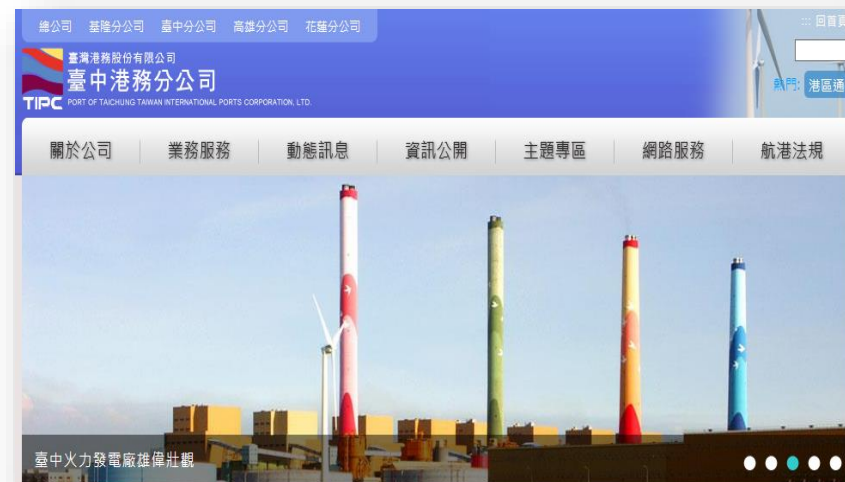 總公司 基隆分公司 臺中分公司 高雄分公司 花蓮分公司
::: 回首頁
臺灣港務股份有限公司
臺中港務分公司
TIPC PORT OF TAICHUNG TAIWAN INTERNATIONAL PORTS CORPORATION, LTD.
熱門: 港區通
關於公司 業務服務 動態訊息 資訊公開 主題專區 網路服務 航港法規
臺中火力發電廠雄偉壯觀